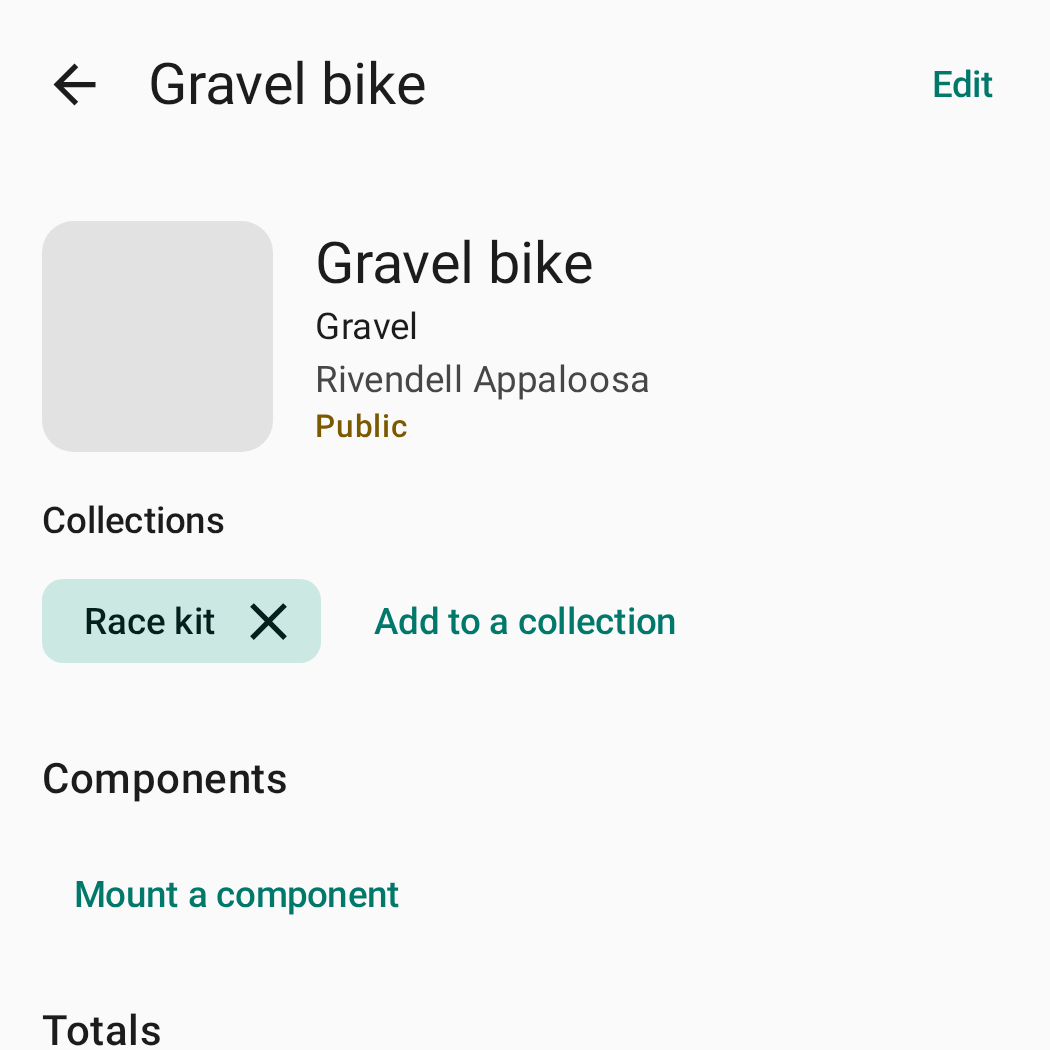 Gravel bike
Edit
Gravel bike
Gravel
Rivendell Appaloosa
Public
Collections
Race kit
Add to a collection
Components
Mount a component
Totals